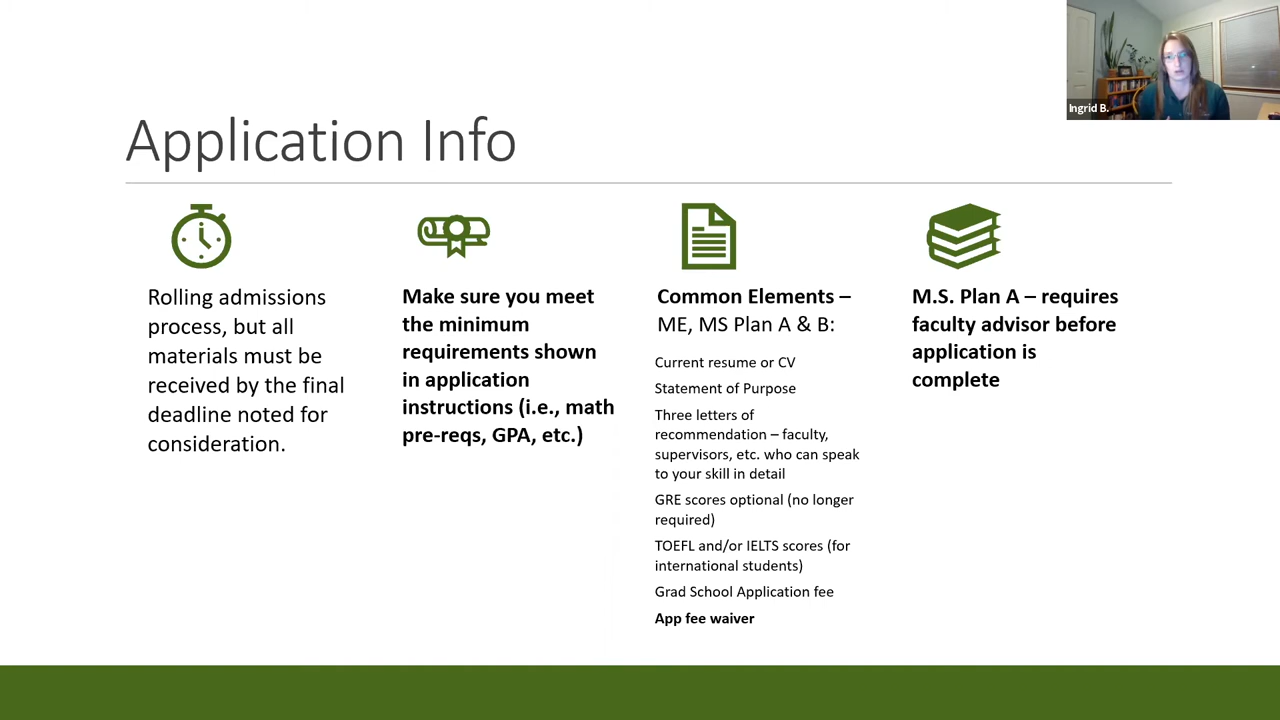 Ingrid B.
Application Info
Rolling admissions
process, but all
materials must be
received by the final
deadline noted for
consideration.
Make sure you meet
the minimum
requirements shown
in application
instructions (i.e., math
pre-reqs, GPA, etc.)
Common Elements –
ME, MS Plan A & B:
Current resume or CV
Statement of Purpose
Three letters of
recommendation – faculty,
supervisors, etc. who can speak
to your skill in detail
GRE scores optional (no longer
required)
TOEFL and/or IELTS scores (for
international students)
Grad School Application fee
App fee waiver
M.S. Plan A – requires
faculty advisor before
application is
complete